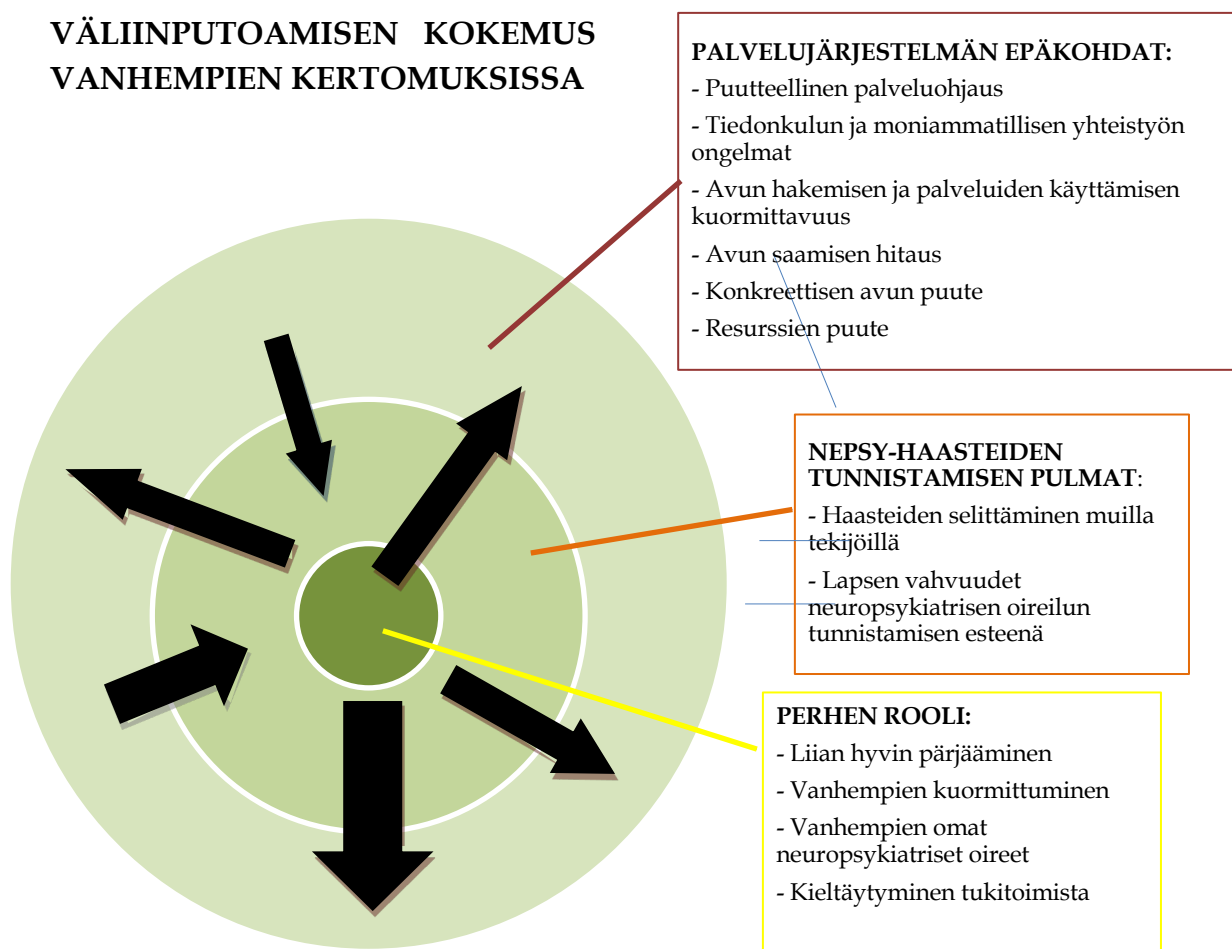 VÄLIINPUTOAMISEN KOKEMUS
VANHEMPIEN KERTOMUKSISSA
PALVELUJÄRJESTELMÄN EPÄKOHDAT:
- Puutteellinen palveluohjaus
- Tiedonkulun ja moniammatillisen yhteistyön
ongelmat
- Avun hakemisen ja palveluiden käyttämisen
kuormittavuus
- Avun saamisen hitaus
- Konkreettisen avun puute
- Resurssien puute
NEPSY-HAASTEIDEN
TUNNISTAMISEN PULMAT:
- Haasteiden selittäminen muilla
tekijöillä
- Lapsen vahvuudet
neuropsykiatrisen oireilun
tunnistamisen esteenä
PERHEN ROOLI:
- Liian hyvin pärjääminen
- Vanhempien kuormittuminen
- Vanhempien omat
neuropsykiatriset oireet
- Kieltäytyminen tukitoimista